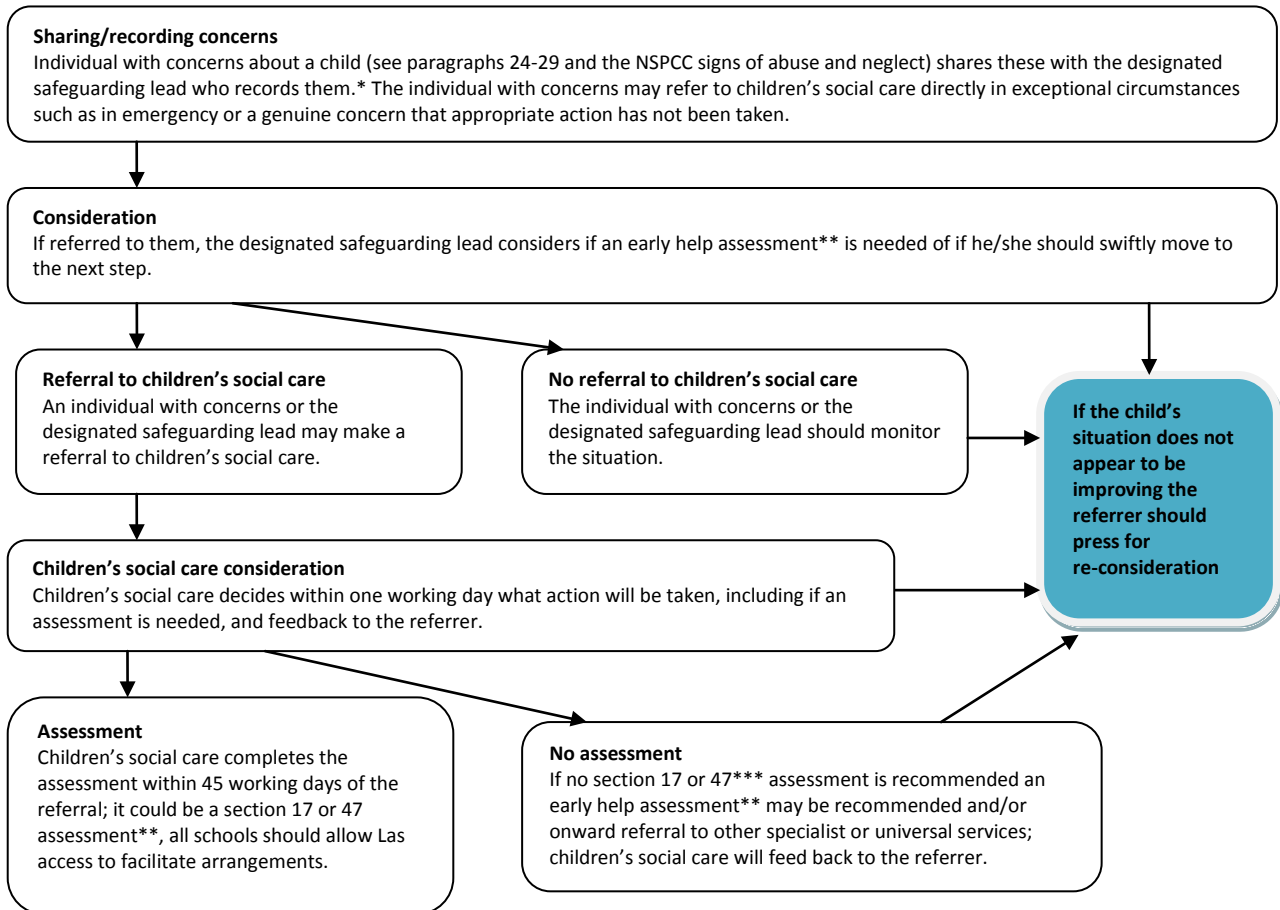 Sharing/recording concerns
Individual with concerns about a child (see paragraphs 24-29 and the NSPCC signs of abuse and neglect) shares these with the designated
safeguarding lead who records them.* The individual with concerns may refer to children’s social care directly in exceptional circumstances
such as in emergency or a genuine concern that appropriate action has not been taken.
Consideration
If referred to them, the designated safeguarding lead considers if an early help assessment** is needed of if he/she should swiftly move to
the next step.
Referral to children’s social care
An individual with concerns or the
designated safeguarding lead may make a
referral to children’s social care.
No referral to children’s social care
The individual with concerns or the
designated safeguarding lead should monitor
the situation.
If the child’s
situation does not
appear to be
improving the
referrer should
press for
re-consideration
Children’s social care consideration
Children’s social care decides within one working day what action will be taken, including if an
assessment is needed, and feedback to the referrer.
Assessment
Children’s social care completes the
assessment within 45 working days of the
referral; it could be a section 17 or 47
assessment**, all schools should allow Las
access to facilitate arrangements.
No assessment
If no section 17 or 47*** assessment is recommended an
early help assessment** may be recommended and/or
onward referral to other specialist or universal services;
children’s social care will feed back to the referrer.